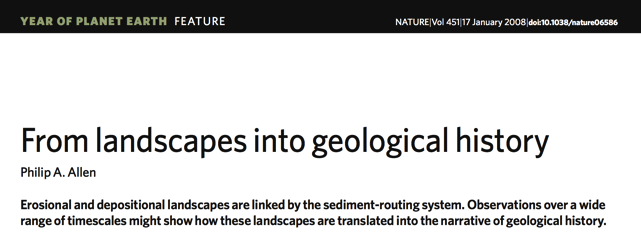 YEAR OF PLANET EARTH FEATURE NATURE|Vol 451|17 January 2008|doi:10.1038/nature06586
From landscapes into geological history
Philip A. Allen
Erosional and depositional landscapes are linked by the sediment-routing system. Observations over a wide
range of timescales might show how these landscapes are translated into the narrative of geological history.